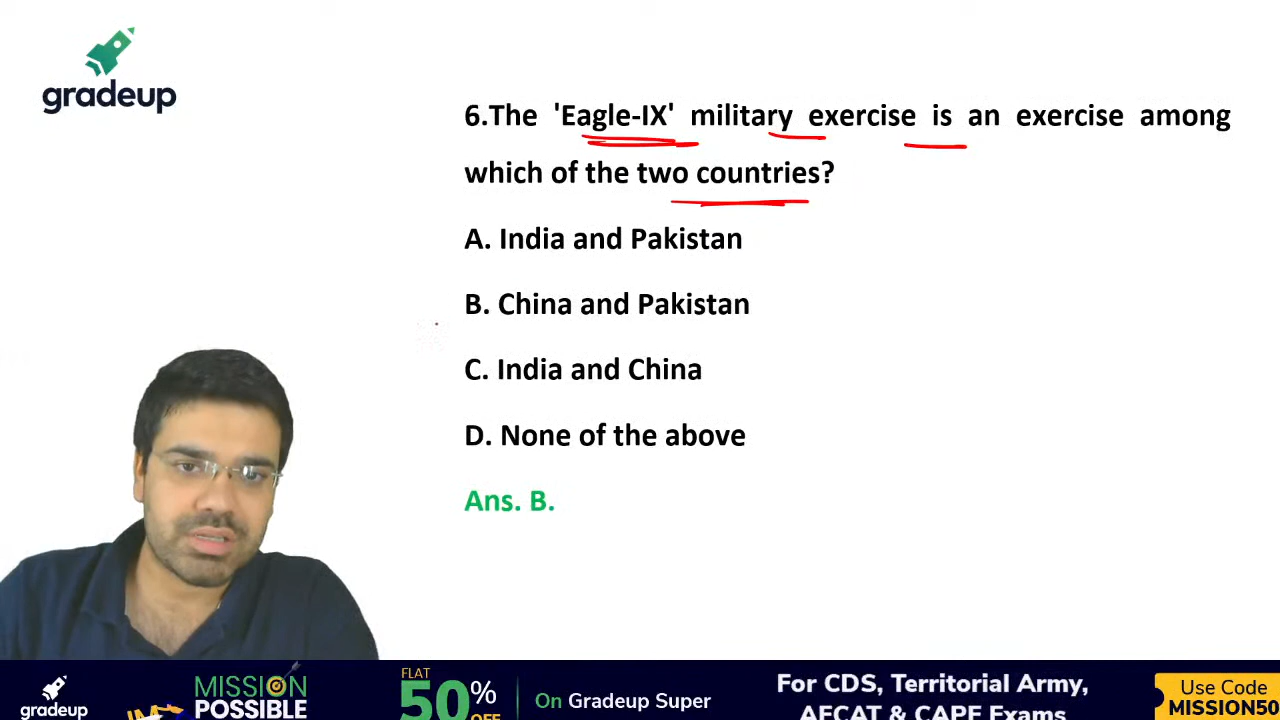 gradeup
6.The 'Eagle-IX' military exercise is an exercise among
which of the two countries?
A. India and Pakistan
B. China and Pakistan
C. India and China
D. None of the above
Ans. B.
gradeup
MISSION
POSSIBLE
FLAT
50%
OFF
On Gradeup Super
For CDS, Territorial Army,
AFCAT & CAPF Exams
Use Code
MISSION50